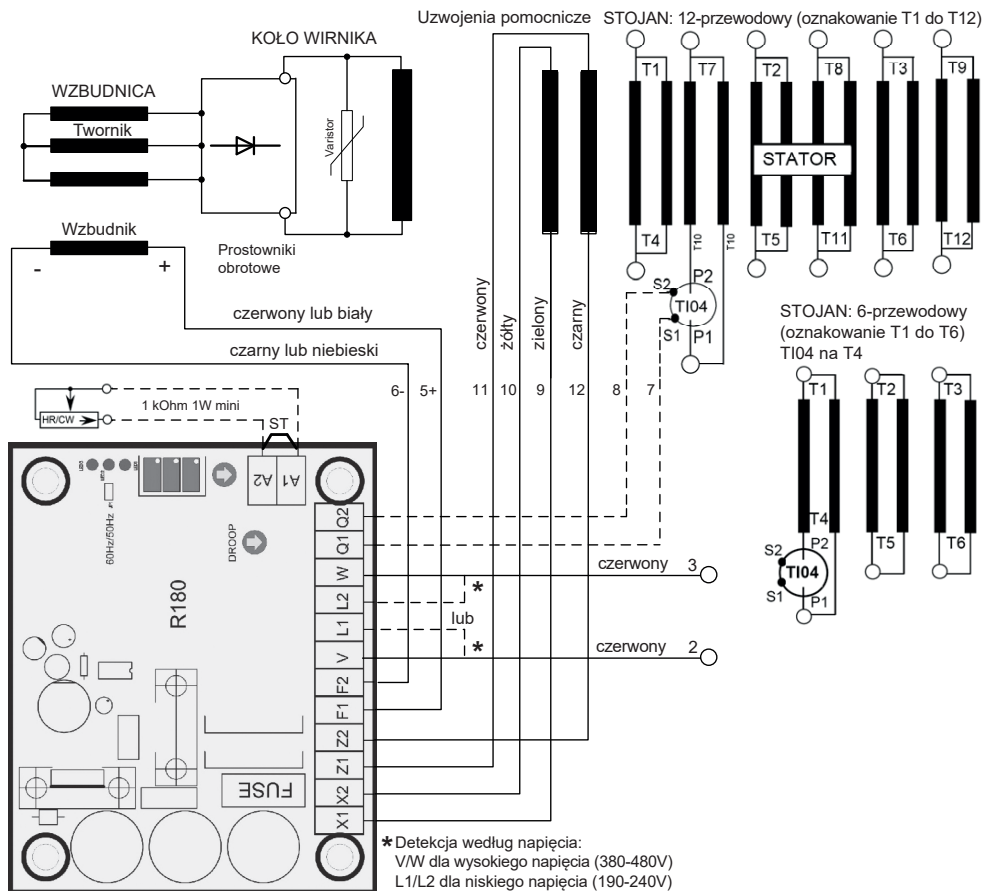 Uzwojenia pomocnicze
STOJAN: 12-przewodowy (oznakowanie T1 do T12)
KOŁO WIRNIKA
WZBUDNICA
Twornik
Varistor
T1
T7
T2
T8
T3
T9
STATOR
T4
T10
T10
T5
T11
T6
T12
Wzbudnik
-
+
Prostowniki
obrotowe
S2
P2
TI04
S1
P1
STOJAN: 6-przewodowy
(oznakowanie T1 do T6)
TI04 na T4
czerwony lub biały
czarny lub niebieski
czerwony
żółty
zielony
czarny
6-
5+
11
10
9
12
8
7
T1
T2
T3
T4
T5
T6
S2
P2
TI04
S1
P1
HR/CW
1 kOhm 1W mini
ST
A2
A1
60Hz/50Hz
DROOP
R180
FUSE
Q2
Q1
W
L2
L1
V
F2
F1
Z2
Z1
X2
X1
czerwony 3
*
lub
*
czerwony 2
* Detekcja według napięcia:
V/W dla wysokiego napięcia (380-480V)
L1/L2 dla niskiego napięcia (190-240V)